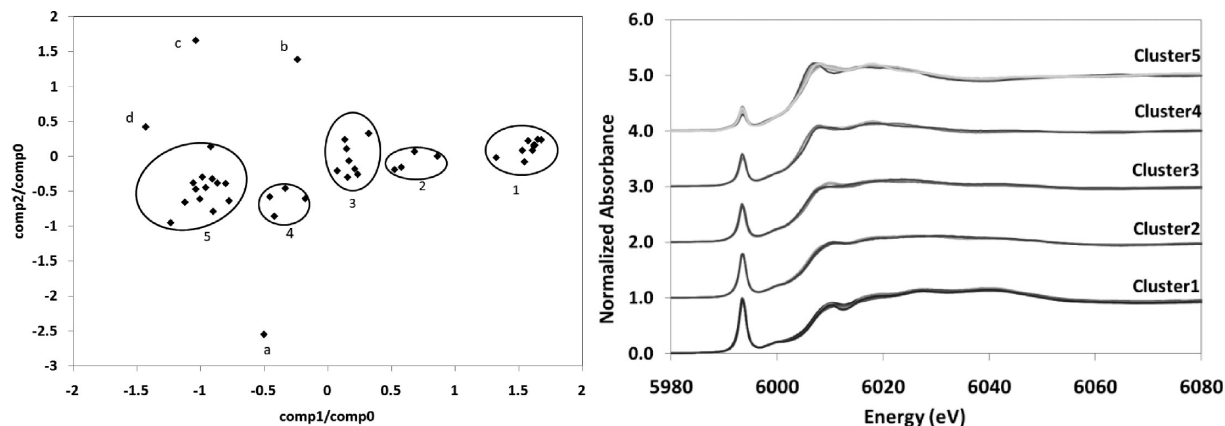 2
1.5
1
0.5
0
-0.5
-1
-1.5
-2
-2.5
-3
comp2/comp0
c
b
d
1
2
3
4
5
a
-2
-1.5
-1
-0.5
0
0.5
1
1.5
2
comp1/comp0
6.0
5.0
4.0
3.0
2.0
1.0
0.0
Normalized Absorbance
Cluster5
Cluster4
Cluster3
Cluster2
Cluster1
5980
6000
6020
6040
6060
6080
Energy (eV)